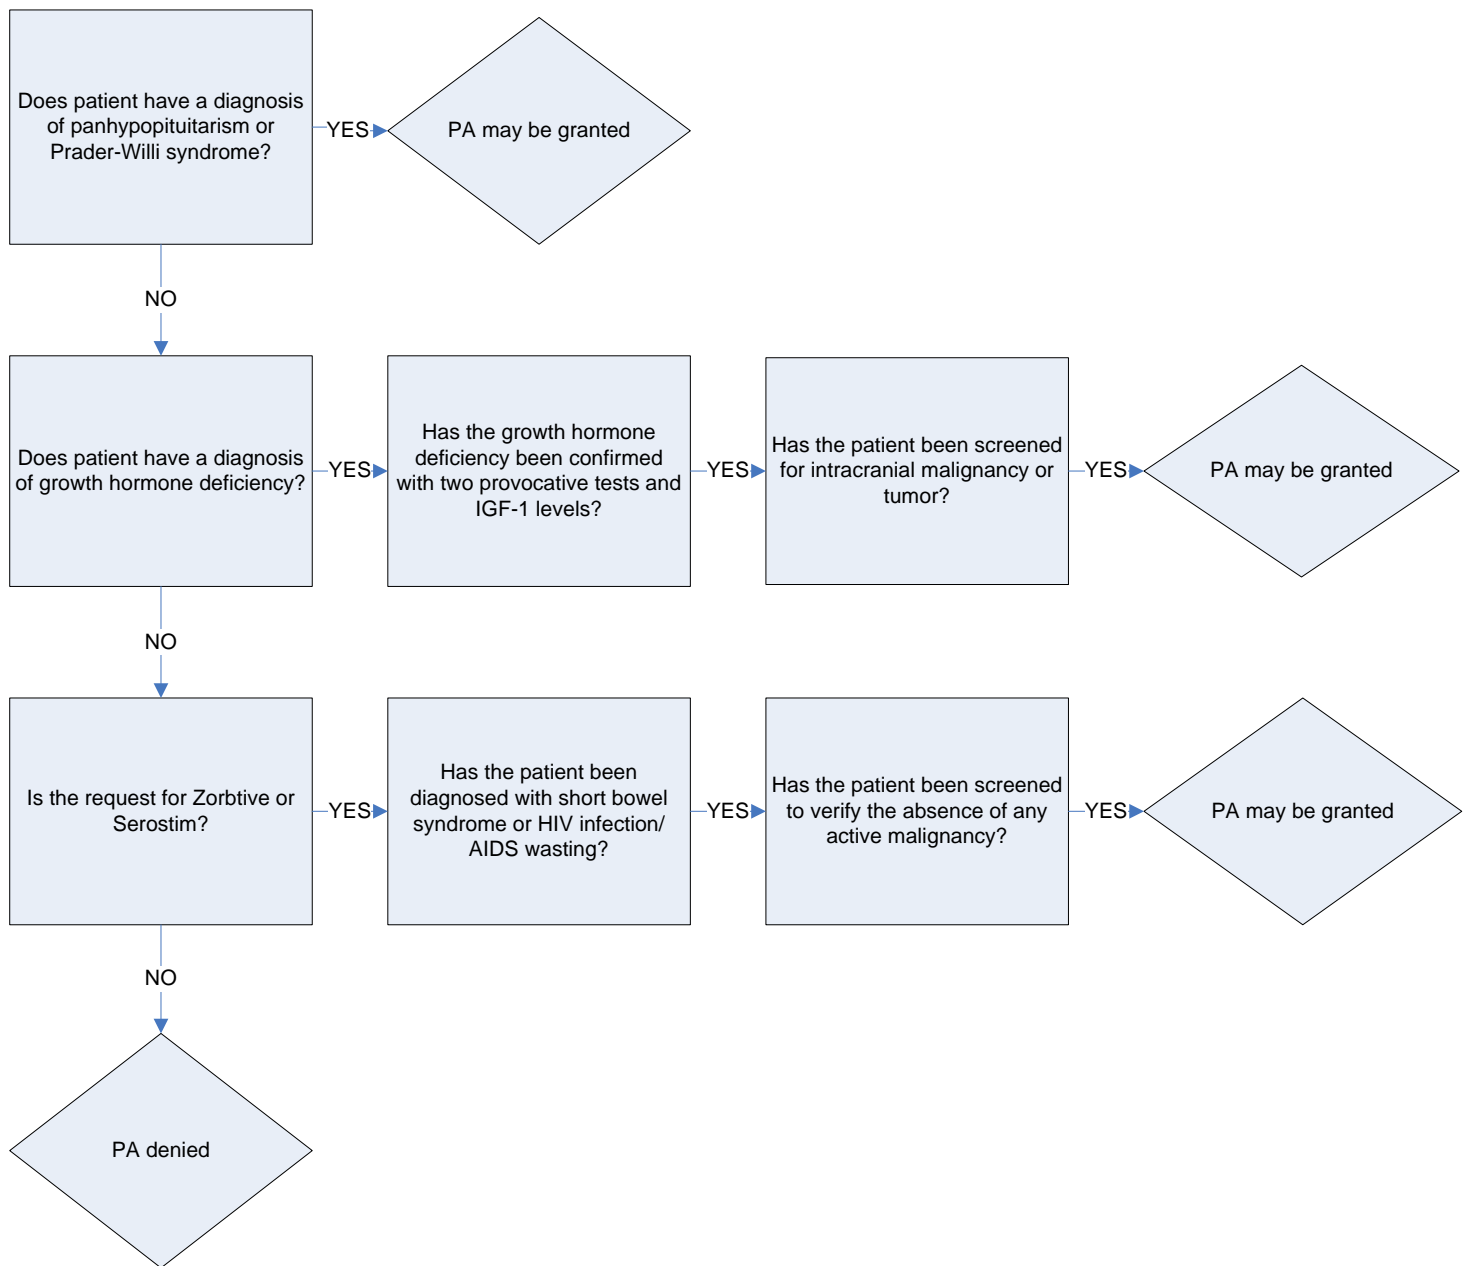 Does patient have a diagnosis
of panhypopituitarism or
Prader-Willi syndrome?
YES
PA may be granted
NO
Does patient have a diagnosis
of growth hormone deficiency?
YES
Has the growth hormone
deficiency been confirmed
with two provocative tests and
IGF-1 levels?
YES
Has the patient been screened
for intracranial malignancy or
tumor?
YES
PA may be granted
NO
Is the request for Zorbtive or
Serostim?
YES
Has the patient been
diagnosed with short bowel
syndrome or HIV infection/
AIDS wasting?
YES
Has the patient been screened
to verify the absence of any
active malignancy?
YES
PA may be granted
NO
PA denied